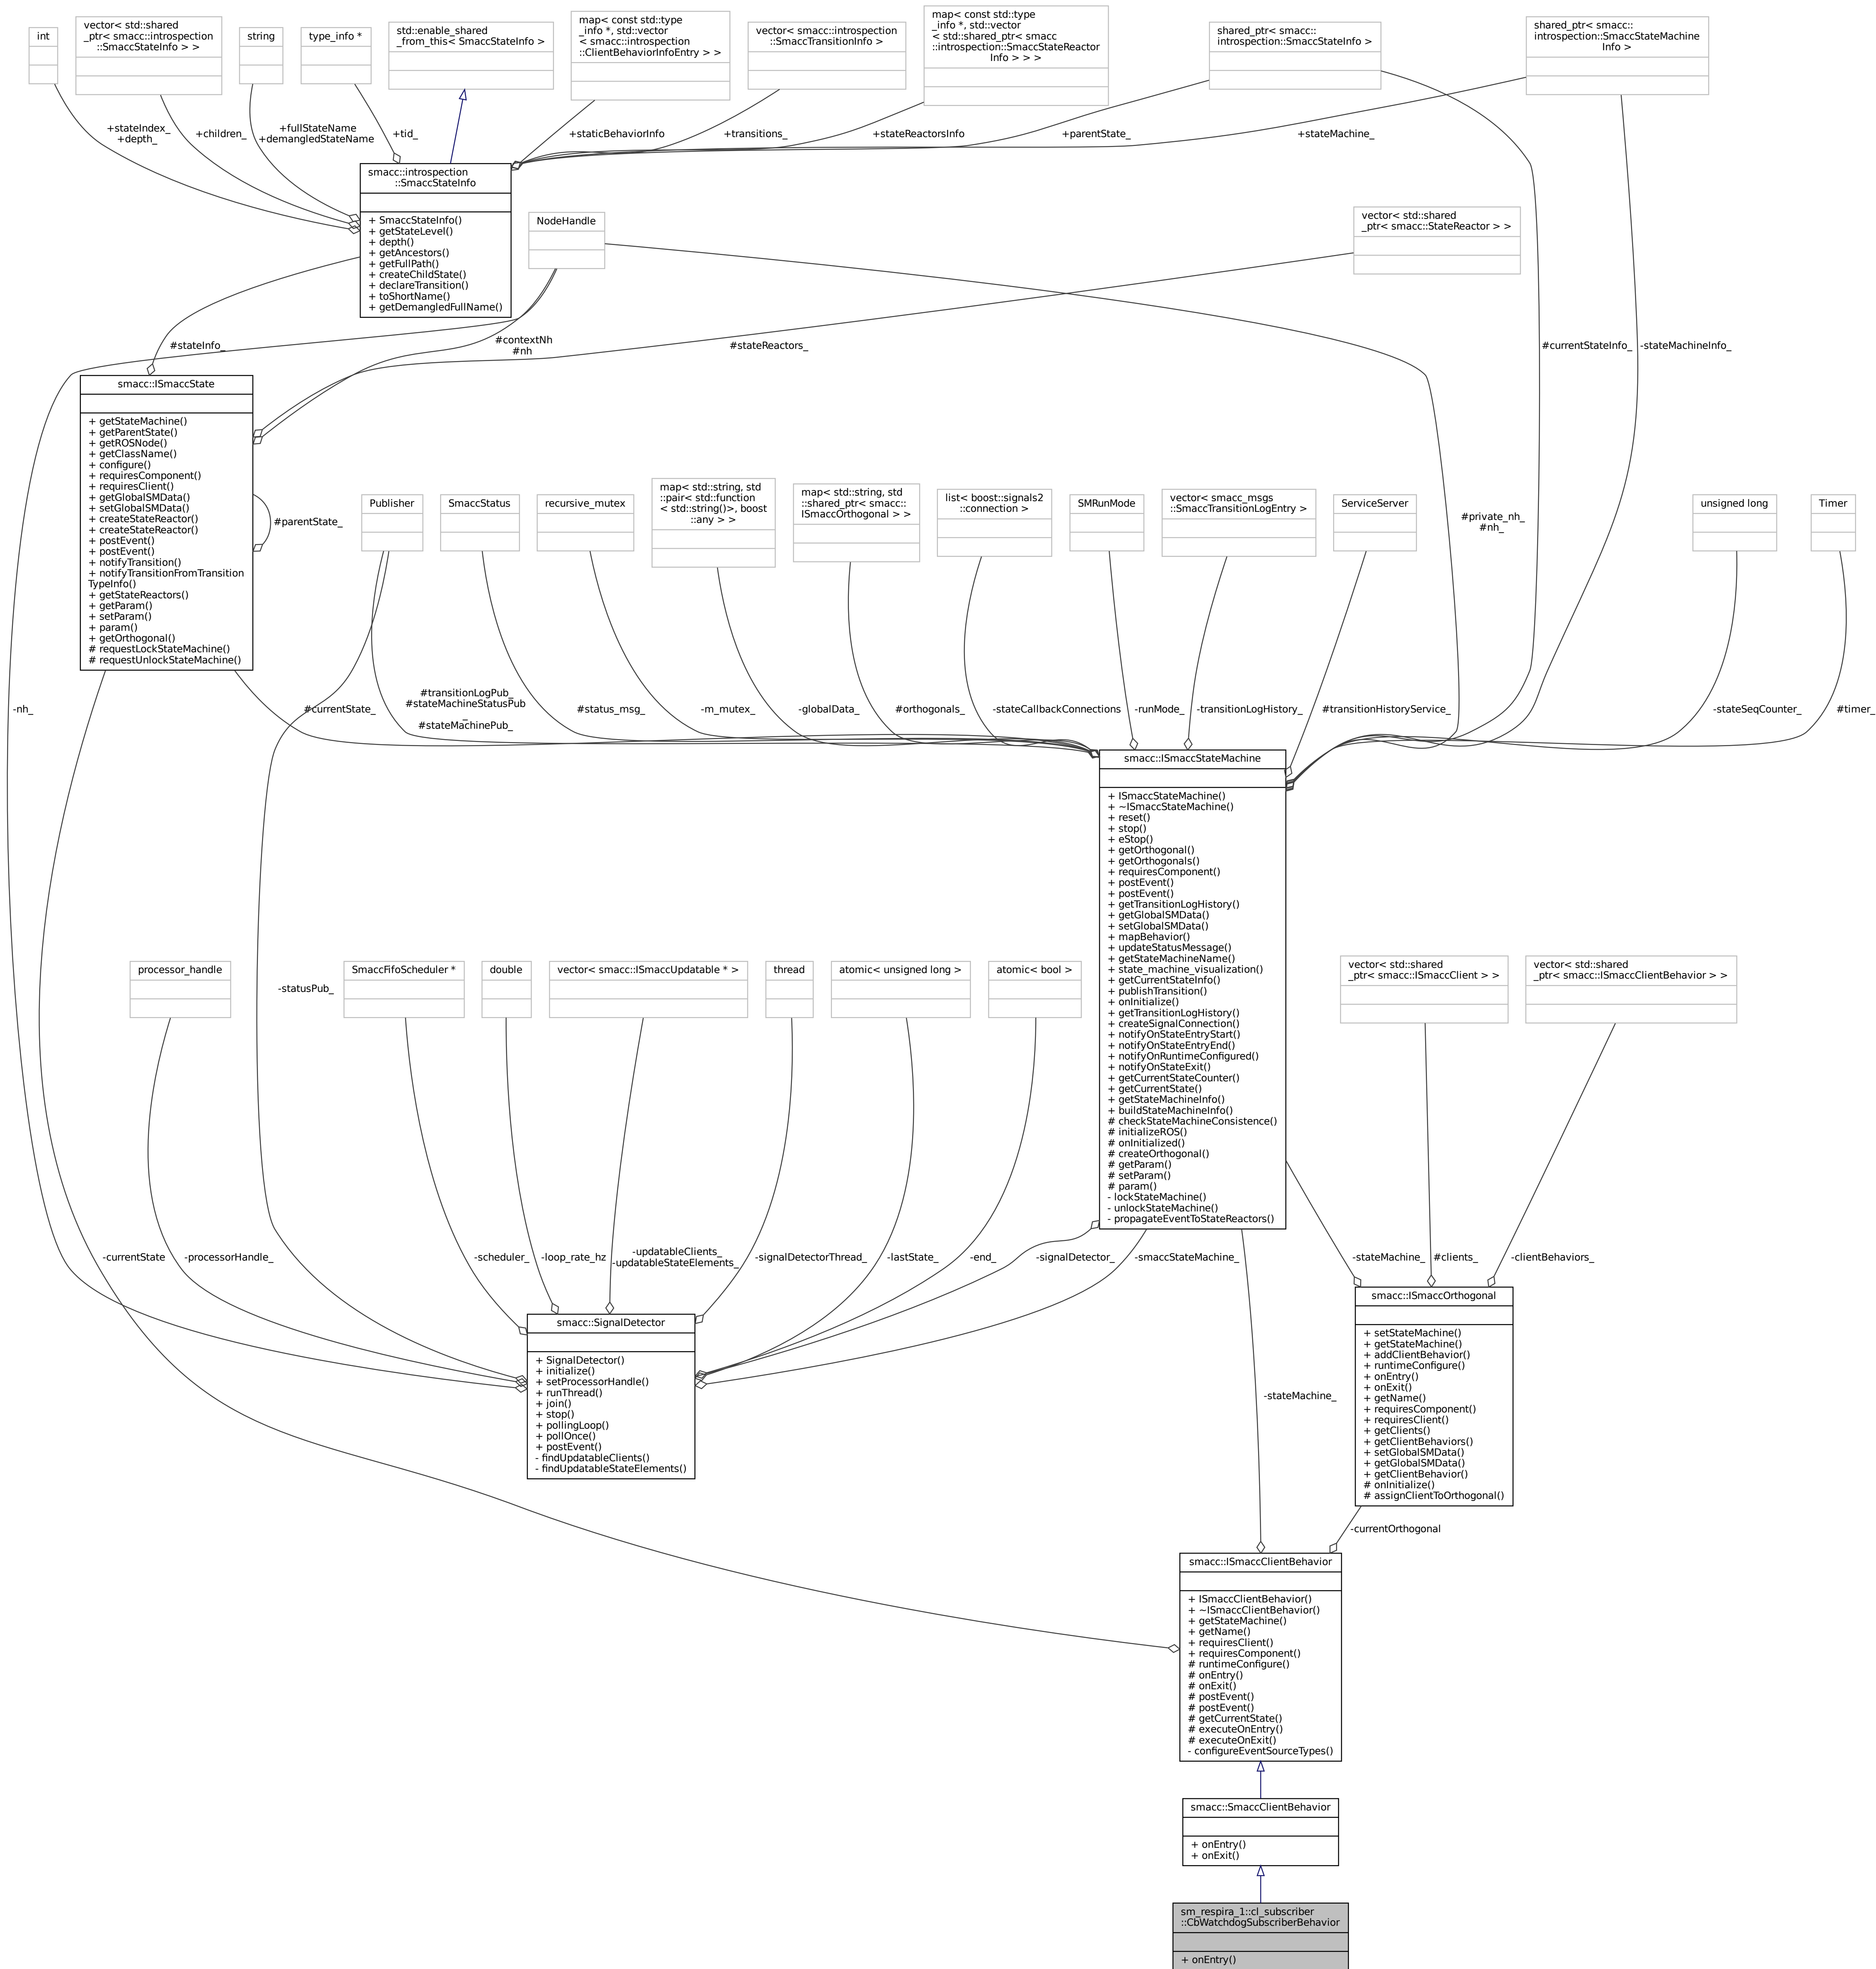 int
vector< std::shared
_ptr< smacc::introspection
::SmaccStateInfo > >
string
type_info *
std::enable_shared
_from_this< SmaccStateInfo >
map< const std::type
_info *, std::vector
< smacc::introspection
::ClientBehaviorInfoEntry > >
vector< smacc::introspection
::SmaccTransitionInfo >
map< const std::type
_info *, std::vector
< std::shared_ptr< smacc
::introspection::SmaccStateReactor
Info > > >
shared_ptr< smacc::
introspection::SmaccStateInfo >
shared_ptr< smacc::
introspection::SmaccStateMachine
Info >
+stateIndex_
+depth_
+children_
+fullStateName
+demangledStateName
+tid_
+staticBehaviorInfo
+transitions_
+stateReactorsInfo
+parentState_
+stateMachine_
smacc::introspection
::SmaccStateInfo
+ SmaccStateInfo()
+ getStateLevel()
+ depth()
+ getAncestors()
+ getFullPath()
+ createChildState()
+ declareTransition()
+ toShortName()
+ getDemangledFullName()
NodeHandle
vector< std::shared
_ptr< smacc::StateReactor > >
#stateInfo_
#contextNh
#nh
#stateReactors_
#currentStateInfo_
-stateMachineInfo_
smacc::ISmaccState
+ getStateMachine()
+ getParentState()
+ getROSNode()
+ getClassName()
+ configure()
+ requiresComponent()
+ requiresClient()
+ getGlobalSMData()
+ setGlobalSMData()
+ createStateReactor()
+ createStateReactor()
+ postEvent()
+ postEvent()
+ notifyTransition()
+ notifyTransitionFromTransition
TypeInfo()
+ getStateReactors()
+ getParam()
+ setParam()
+ param()
+ getOrthogonal()
# requestLockStateMachine()
# requestUnlockStateMachine()
#parentState_
Publisher
SmaccStatus
recursive_mutex
map< std::string, std
::pair< std::function
< std::string()>, boost
::any > >
map< std::string, std
::shared_ptr< smacc::
ISmaccOrthogonal > >
list< boost::signals2
::connection >
SMRunMode
vector< smacc_msgs
::SmaccTransitionLogEntry >
ServiceServer
#private_nh_
#nh_
unsigned long
Timer
-nh_
#currentState_
#transitionLogPub_
#stateMachineStatusPub
_
#stateMachinePub_
#status_msg_
-m_mutex_
-globalData_
#orthogonals_
-stateCallbackConnections
-runMode_
-transitionLogHistory_
#transitionHistoryService_
-stateSeqCounter_
#timer_
smacc::ISmaccStateMachine
+ ISmaccStateMachine()
+ ~ISmaccStateMachine()
+ reset()
+ stop()
+ eStop()
+ getOrthogonal()
+ getOrthogonals()
+ requiresComponent()
+ postEvent()
+ postEvent()
+ getTransitionLogHistory()
+ getGlobalSMData()
+ setGlobalSMData()
+ mapBehavior()
+ updateStatusMessage()
+ getStateMachineName()
+ state_machine_visualization()
+ getCurrentStateInfo()
+ publishTransition()
+ onInitialize()
+ getTransitionLogHistory()
+ createSignalConnection()
+ notifyOnStateEntryStart()
+ notifyOnStateEntryEnd()
+ notifyOnRuntimeConfigured()
+ notifyOnStateExit()
+ getCurrentStateCounter()
+ getCurrentState()
+ getStateMachineInfo()
+ buildStateMachineInfo()
# checkStateMachineConsistence()
# initializeROS()
# onInitialized()
# createOrthogonal()
# getParam()
# setParam()
# param()
- lockStateMachine()
- unlockStateMachine()
- propagateEventToStateReactors()
processor_handle
-statusPub_
SmaccFifoScheduler *
double
vector< smacc::ISmaccUpdatable * >
thread
atomic< unsigned long >
atomic< bool >
vector< std::shared
_ptr< smacc::ISmaccClient > >
vector< std::shared
_ptr< smacc::ISmaccClientBehavior > >
-currentState
-processorHandle_
-scheduler_
-loop_rate_hz
-updatableClients_
-updatableStateElements_
-signalDetectorThread_
-lastState_
-end_
-signalDetector_
-smaccStateMachine_
-stateMachine_
#clients_
-clientBehaviors_
smacc::SignalDetector
+ SignalDetector()
+ initialize()
+ setProcessorHandle()
+ runThread()
+ join()
+ stop()
+ pollingLoop()
+ pollOnce()
+ postEvent()
- findUpdatableClients()
- findUpdatableStateElements()
smacc::ISmaccOrthogonal
+ setStateMachine()
+ getStateMachine()
+ addClientBehavior()
+ runtimeConfigure()
+ onEntry()
+ onExit()
+ getName()
+ requiresComponent()
+ requiresClient()
+ getClients()
+ getClientBehaviors()
+ setGlobalSMData()
+ getGlobalSMData()
+ getClientBehavior()
# onInitialize()
# assignClientToOrthogonal()
-stateMachine_
-currentOrthogonal
smacc::ISmaccClientBehavior
+ ISmaccClientBehavior()
+ ~ISmaccClientBehavior()
+ getStateMachine()
+ getName()
+ requiresClient()
+ requiresComponent()
# runtimeConfigure()
# onEntry()
# onExit()
# postEvent()
# postEvent()
# getCurrentState()
# executeOnEntry()
# executeOnExit()
- configureEventSourceTypes()
smacc::SmaccClientBehavior
+ onEntry()
+ onExit()
sm_respira_1::cl_subscriber
::CbWatchdogSubscriberBehavior
+ onEntry()